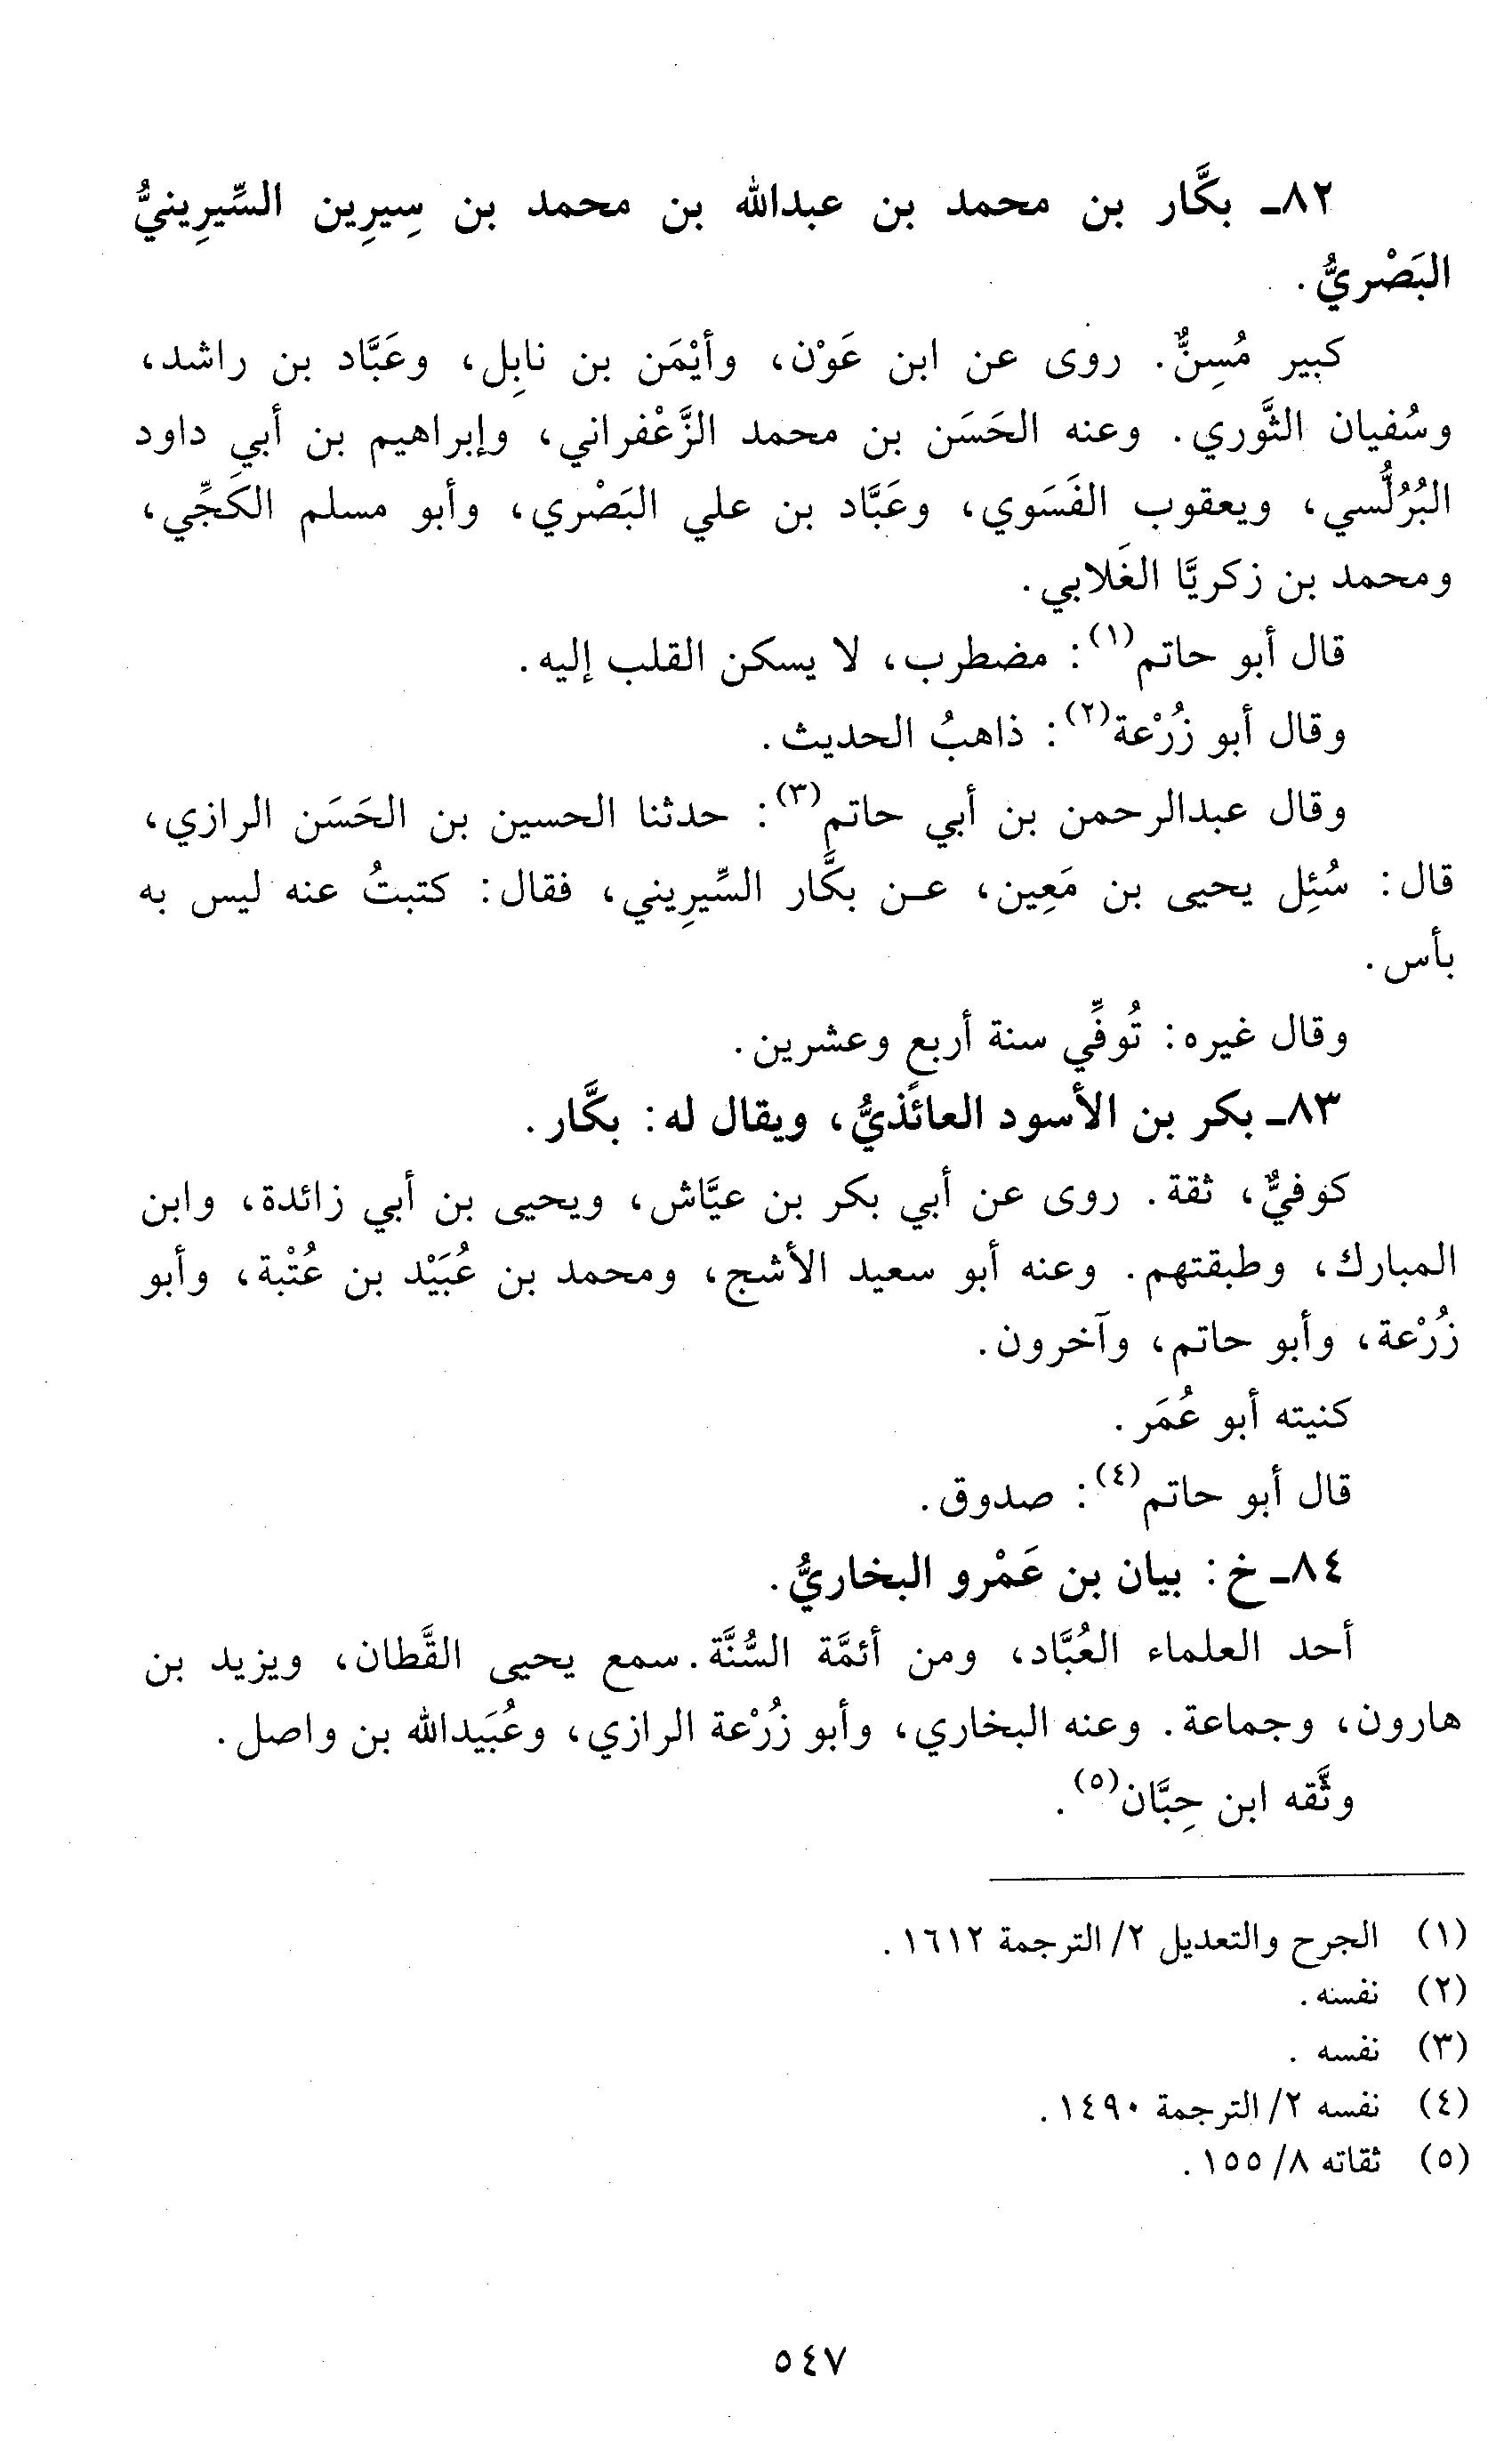 ٨٢ـ بكَّار بن محمد بن عبدالله بن محمد بن سِيرِين السِّيرِينيُّ
البَصْريُّ.
كبير مُسِنٌّ. روى عن ابن عَوْن، وأيْمَن بن نابِل، وعَبَّاد بن راشد،
وسُفيان الثَّوري. وعنه الحَسَن بن محمد الزَّعْفراني، وإبراهيم بن أبي داود
البُرُلُّسي، ويعقوب الفَسَوي، وعَبَّاد بن علي البَصْري، وأبو مسلم الكَجِّي،
ومحمد بن زكريَّا الغَلابي.
قال أبو حاتم(١): مضطرب، لا يسكن القلب إليه.
وقال أبو زُرْعة(٢): ذاهبُ الحديث.
وقال عبدالرحمن بن أبي حاتم(٣): حدثنا الحسين بن الحَسَن الرازي،
قال: سُئِل يحيى بن مَعِين، عن بكَّار السِّيرِيني، فقال: كتبتُ عنه ليس به
بأس.
وقال غيره: تُوفِّي سنة أربع وعشرين.
٨٣ـ بكر بن الأسود العائذيُّ، ويقال له: بكَّار.
كوفيٌّ، ثقة. روى عن أبي بكر بن عيَّاش، ويحيى بن أبي زائدة، وابن
المبارك، وطبقتهم. وعنه أبو سعيد الأشج، ومحمد بن عُبَيْد بن عُتْبة، وأبو
زُرْعة، وأبو حاتم، وآخرون.
كنيته أبو عُمَر.
قال أبو حاتم(٤): صدوق.
٨٤ـ خ: بيان بن عَمْرو البخاريُّ.
أحد العلماء العُبَّاد، ومن أئمَّة السُّنَّة. سمع يحيى القَّطان، ويزيد بن
هارون، وجماعة. وعنه البخاري، وأبو زُرْعة الرازي، وعُبَيدالله بن واصل.
وثَّقه ابن حِبَّان(٥).
(١) الجرح والتعديل ٢/ الترجمة ١٦١٢.
(٢) نفسه.
(٣) نفسه.
(٤) نفسه ٢/ الترجمة ١٤٩٠.
(٥) ثقاته ٨/ ١٥٥.
٥٤٧